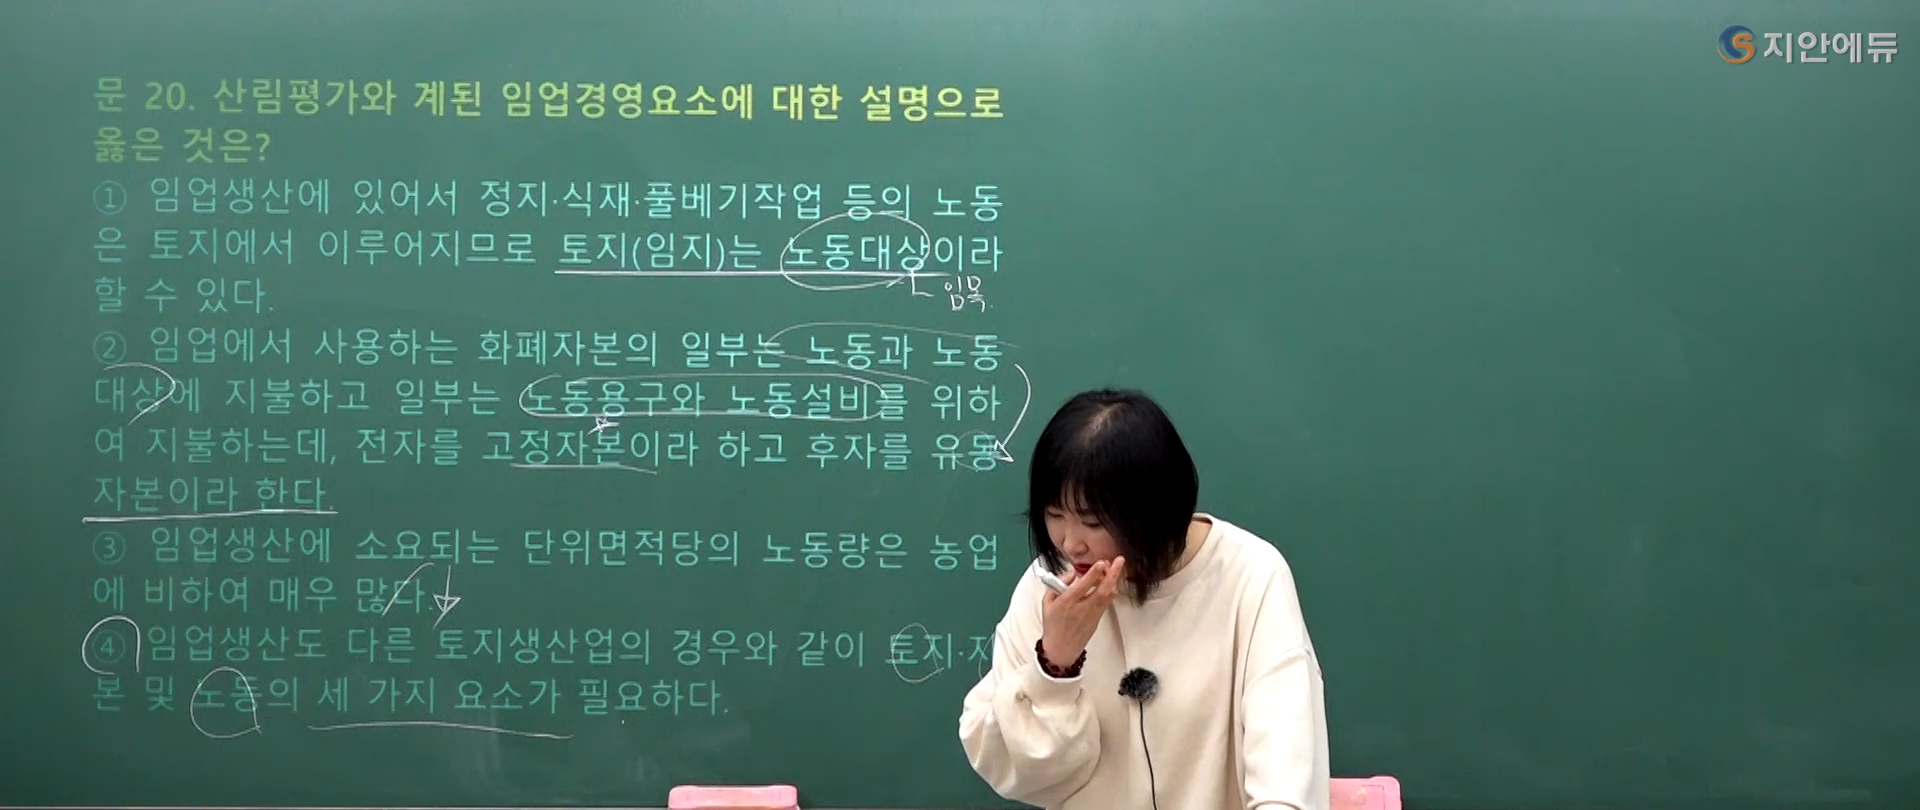 지안에듀
문 20. 산림평가와 계된 임업경영요소에 대한 설명으로
옳은 것은?
① 임업생산에 있어서 정지·식재·풀베기작업 등의 노동
은 토지에서 이루어지므로 토지(임지)는 노동대상이라
임목.
할 수 있다.
② 임업에서 사용하는 화폐자본의 일부는 노동과 노동
대상에 지불하고 일부는 노동용구와 노동설비를 위하
여 지불하는데, 전자를 고정자본이라 하고 후자를 유동
자본이라 한다.
③ 임업생산에 소요되는 단위면적당의 노동량은 농업
에 비하여 매우 많다.
④ 임업생산도 다른 토지생산업의 경우와 같이 토지·자
본 및 노동의 세 가지 요소가 필요하다.